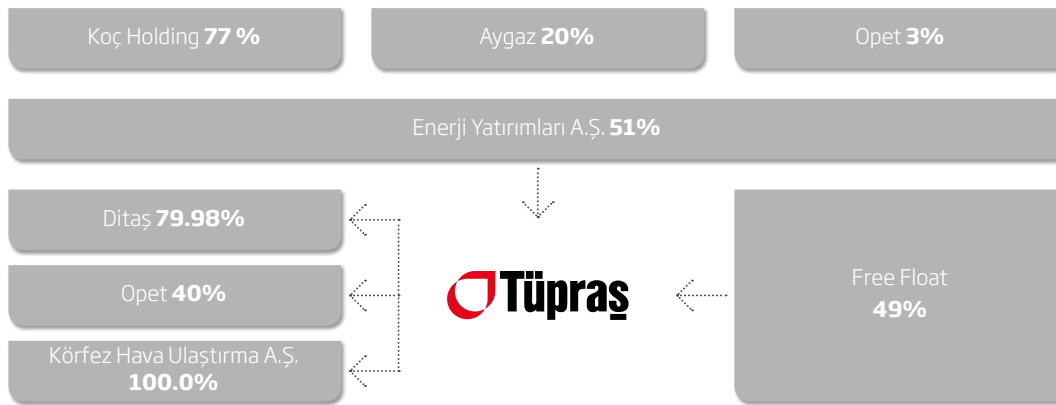 Koç Holding 77 %
Aygaz 20%
Opet 3%
Enerji Yatırımları A.Ş. 51%
Ditaş 79.98%
Opet 40%
Körfez Hava Ulaştırma A.Ş.
100.0%
Tüpraş
Free Float
49%